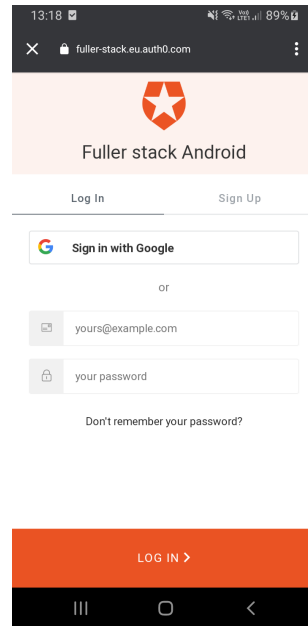 13:18 89%
fuller-stack.eu.auth0.com
Fuller stack Android
Log In Sign Up
Sign in with Google
or
yours@example.com
your password
Don't remember your password?
LOG IN